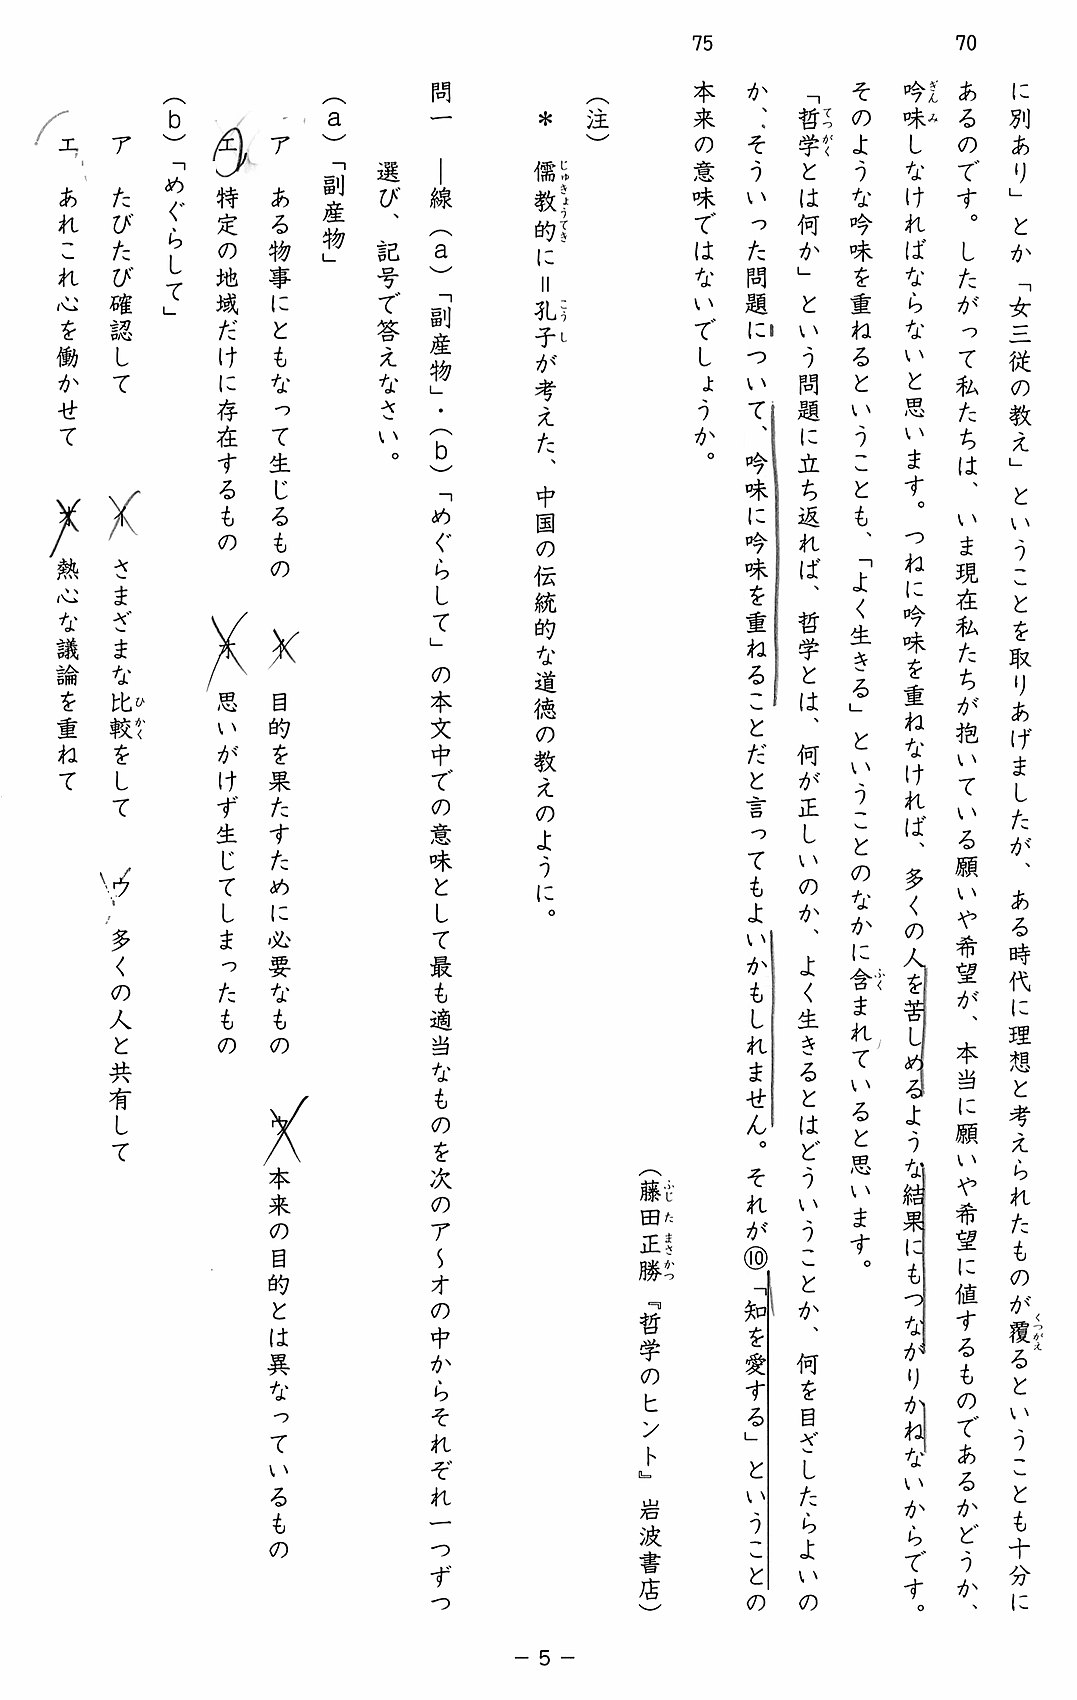 に別あり」とか「女三従の教え」ということを取りあげましたが、ある時代に理想と考えられたものが覆るということも十分に
70
あるのです。したがって私たちは、いま現在私たちが抱いている願いや希望が、本当に願いや希望に値するものであるかどうか、
吟味しなければならないと思います。つねに吟味を重ねなければ、多くの人を苦しめるような結果にもつながりかねないからです。
そのような吟味を重ねるということも、「よく生きる」ということのなかに含まれていると思います。
「哲学とは何か」という問題に立ち返れば、哲学とは、何が正しいのか、よく生きるとはどういうことか、何を目ざしたらよいの
か、そういった問題について、吟味に吟味を重ねることだと言ってもよいかもしれません。それが⑩「知を愛する」ということの
75
本来の意味ではないでしょうか。
(藤田正勝『哲学のヒント』岩波書店)
(注)
*儒教的に=孔子が考えた、中国の伝統的な道徳の教えのように。
問一 ―線(a)「副産物」・(b)「めぐらして」の本文中での意味として最も適当なものを次のア～オの中からそれぞれ一つずつ
選び、記号で答えなさい。
(a)「副産物」
ア ある物事にともなって生じるもの イ 目的を果たすために必要なもの ウ 本来の目的とは異なっているもの
エ 特定の地域だけに存在するもの オ 思いがけず生じてしまったもの
(b)「めぐらして」
ア たびたび確認して イ さまざまな比較をして ウ 多くの人と共有して
エ あれこれ心を働かせて オ 熱心な議論を重ねて
－5－